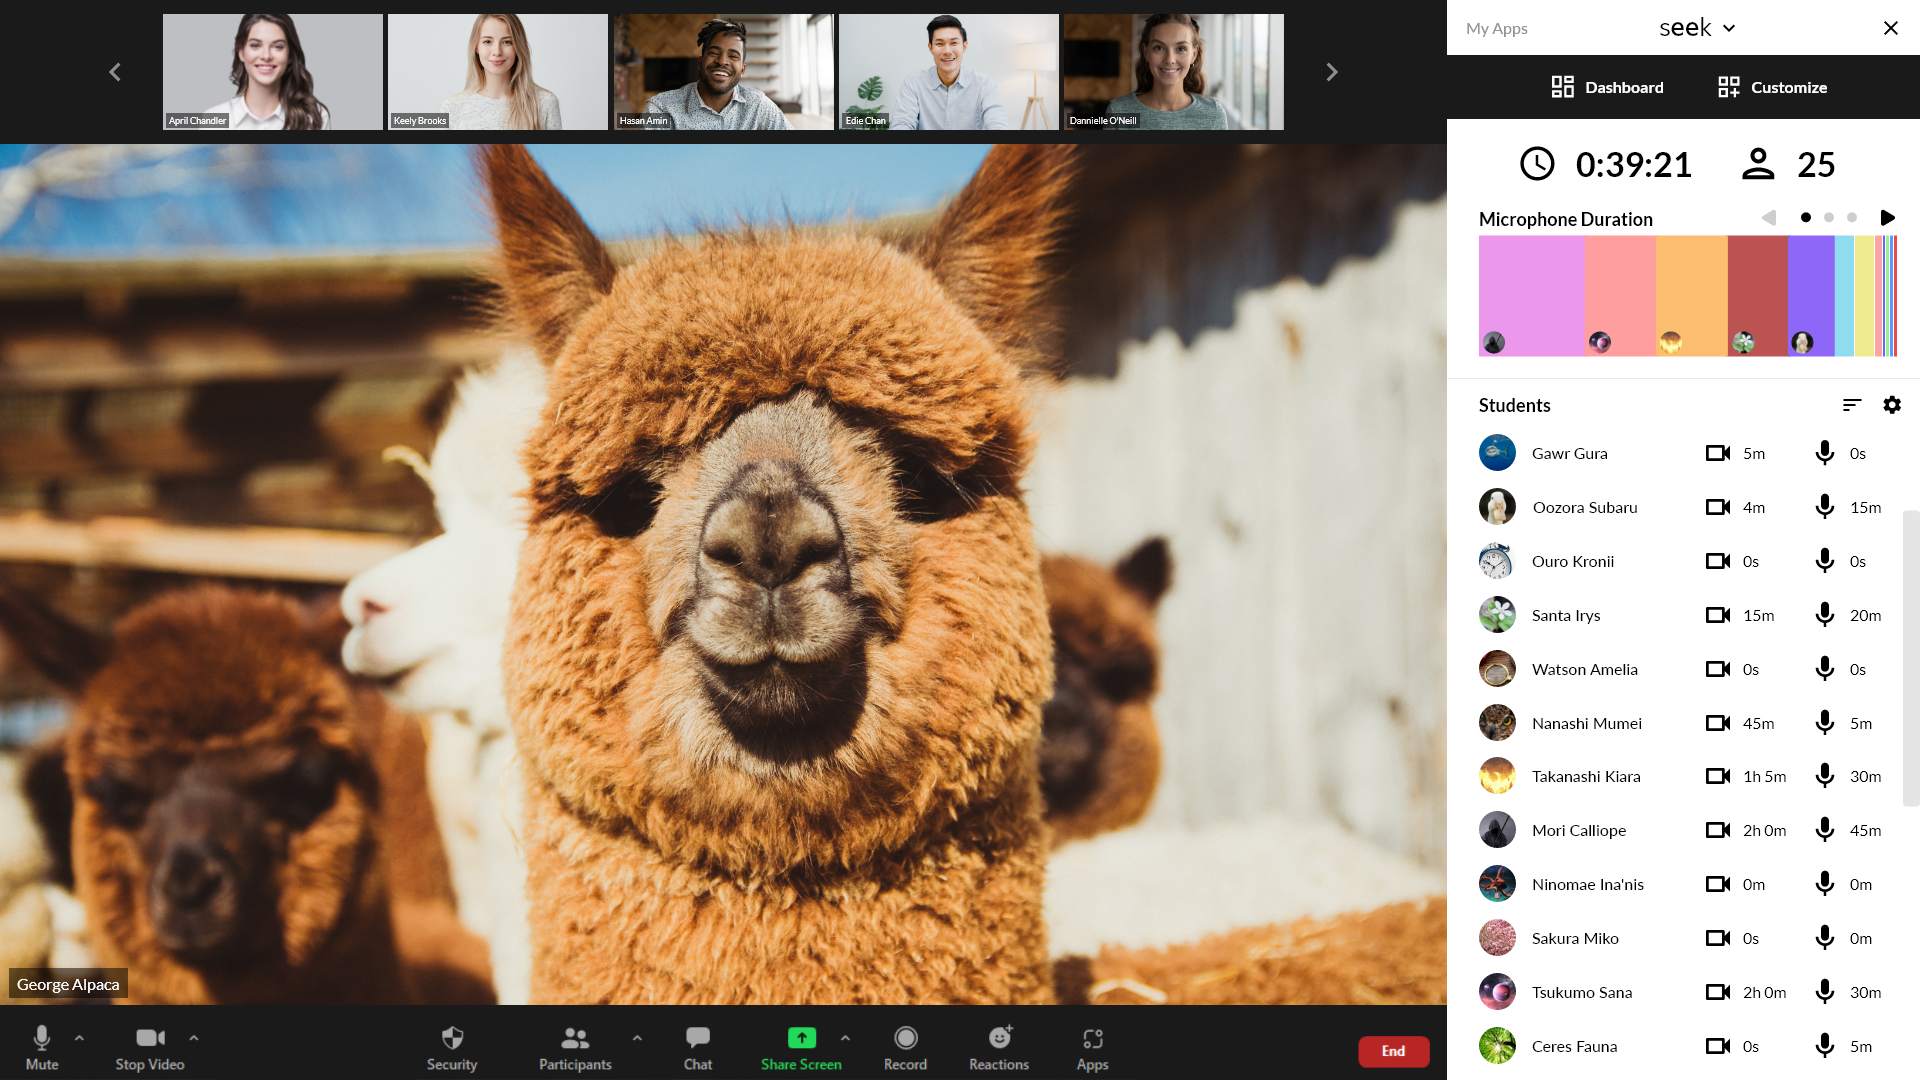 April Chandler
Keely Brooks
Hasan Amin
Edie Chan
Dannielle O'Neill
George Alpaca
Mute
Stop Video
Security
Participants
Chat
Share Screen
Record
Reactions
Apps
End
My Apps
seek
Dashboard
Customize
0:39:21
25
Microphone Duration
Students
Gawr Gura 5m 0s
Oozora Subaru 4m 15m
Ouro Kronii 0s 0s
Santa Irys 15m 20m
Watson Amelia 0s 0s
Nanashi Mumei 45m 5m
Takanashi Kiara 1h 5m 30m
Mori Calliope 2h 0m 45m
Ninomae Ina'nis 0m 0m
Sakura Miko 0s 0m
Tsukumo Sana 2h 0m 30m
Ceres Fauna 0s 5m